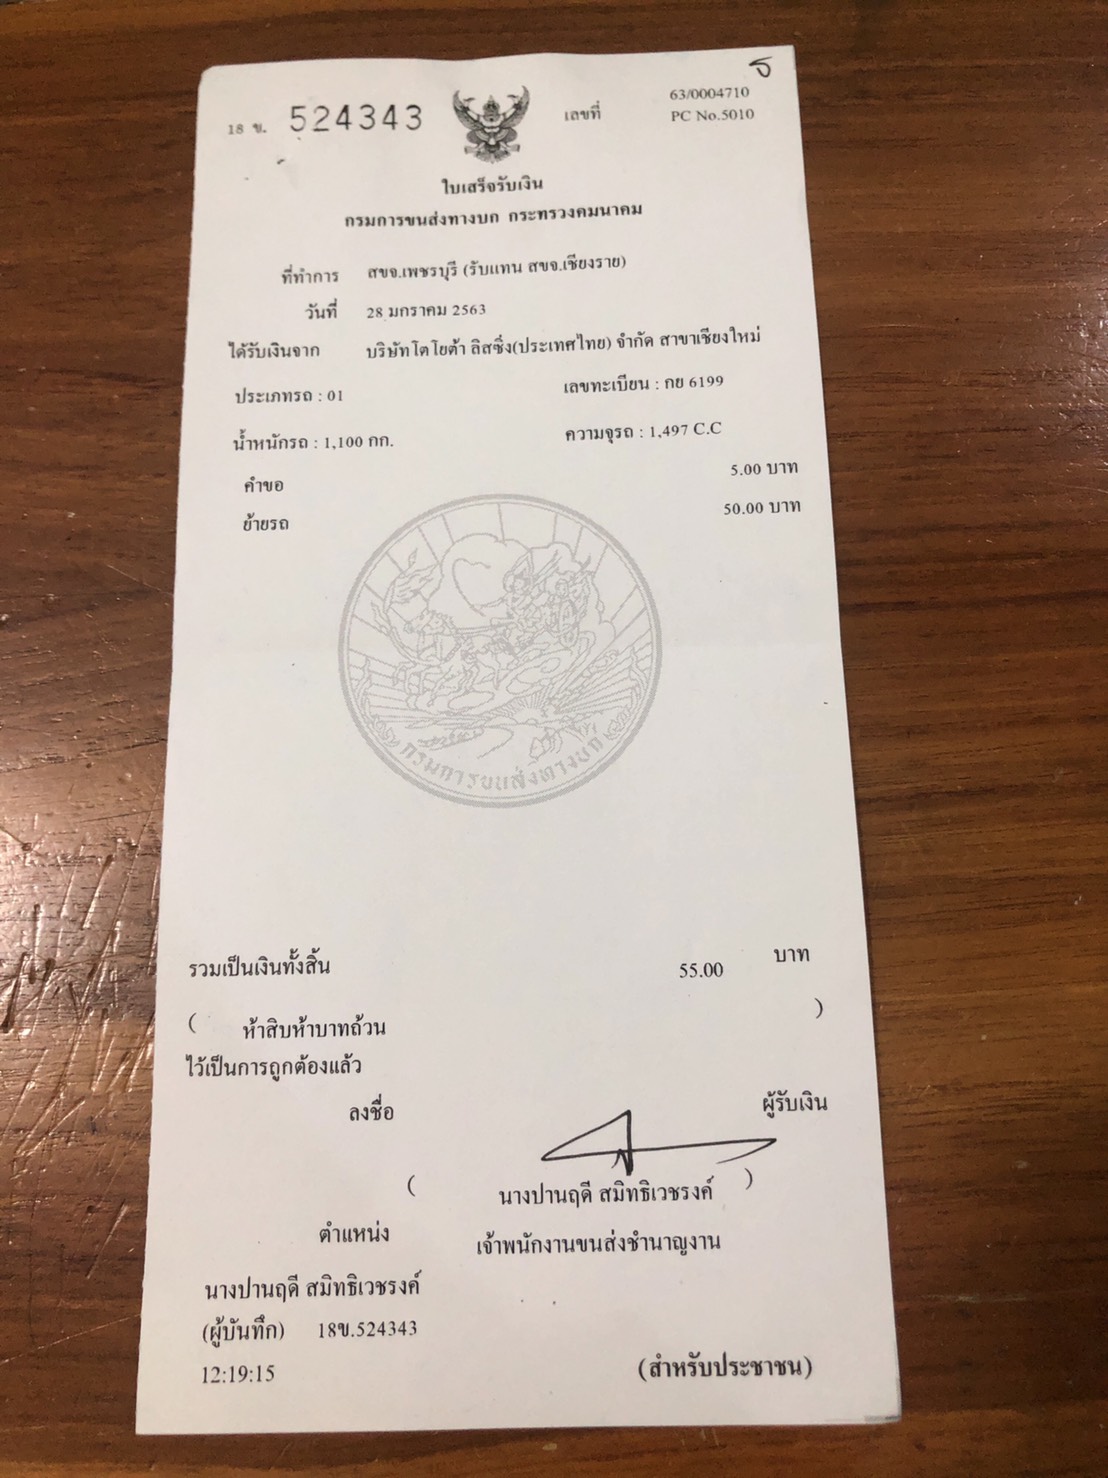 18 ข. 524343 เลขที่ 63/0004710
PC No.5010
ใบเสร็จรับเงิน
กรมการขนส่งทางบก กระทรวงคมนาคม
ที่ทำการ สขจ.เพชรบุรี (รับแทน สขจ.เชียงราย)
วันที่ 28 มกราคม 2563
ได้รับเงินจาก บริษัทโตโยต้า ลิสซิ่ง(ประเทศไทย) จำกัด สาขาเชียงใหม่
ประเภทรถ : 01 เลขทะเบียน : กย 6199
น้ำหนักรถ : 1,100 กก. ความจุรถ : 1,497 C.C
คำขอ 5.00 บาท
ย้ายรถ 50.00 บาท
กรมการขนส่งทางบก
รวมเป็นเงินทั้งสิ้น 55.00 บาท
( ห้าสิบห้าบาทถ้วน )
ไว้เป็นการถูกต้องแล้ว
ลงชื่อ ผู้รับเงิน
( นางปานฤดี สมิทธิเวชรงค์ )
ตำแหน่ง เจ้าพนักงานขนส่งชำนาญงาน
นางปานฤดี สมิทธิเวชรงค์
(ผู้บันทึก) 18ข.524343
12:19:15 (สำหรับประชาชน)